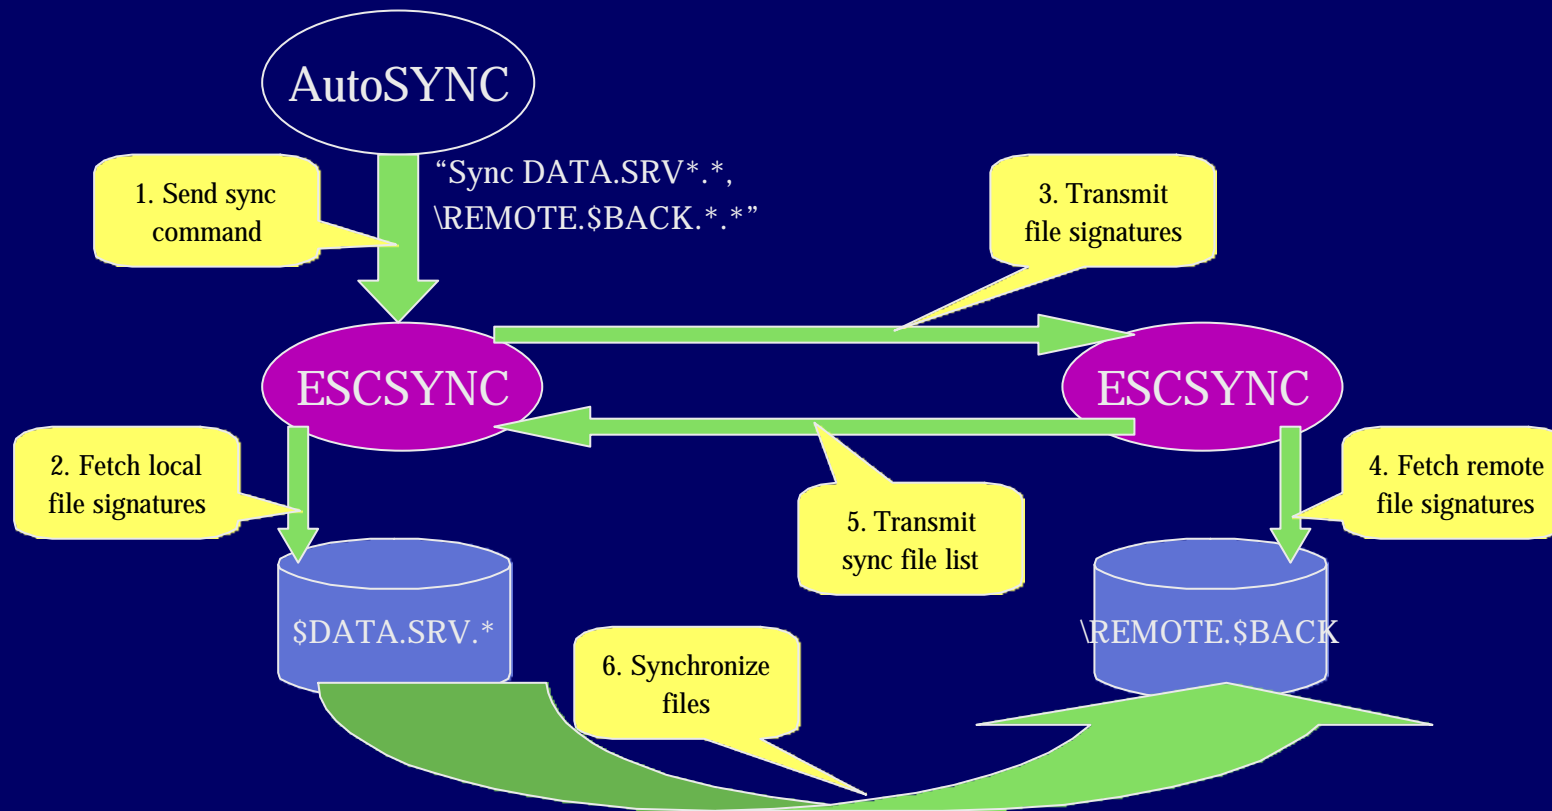 AutoSYNC
“Sync DATA.SRV*.*,
\REMOTE.$BACK.*.*”
1. Send sync
command
3. Transmit
file signatures
ESCSYNC
ESCSYNC
2. Fetch local
file signatures
4. Fetch remote
file signatures
5. Transmit
sync file list
$DATA.SRV.*
\REMOTE.$BACK
6. Synchronize
files